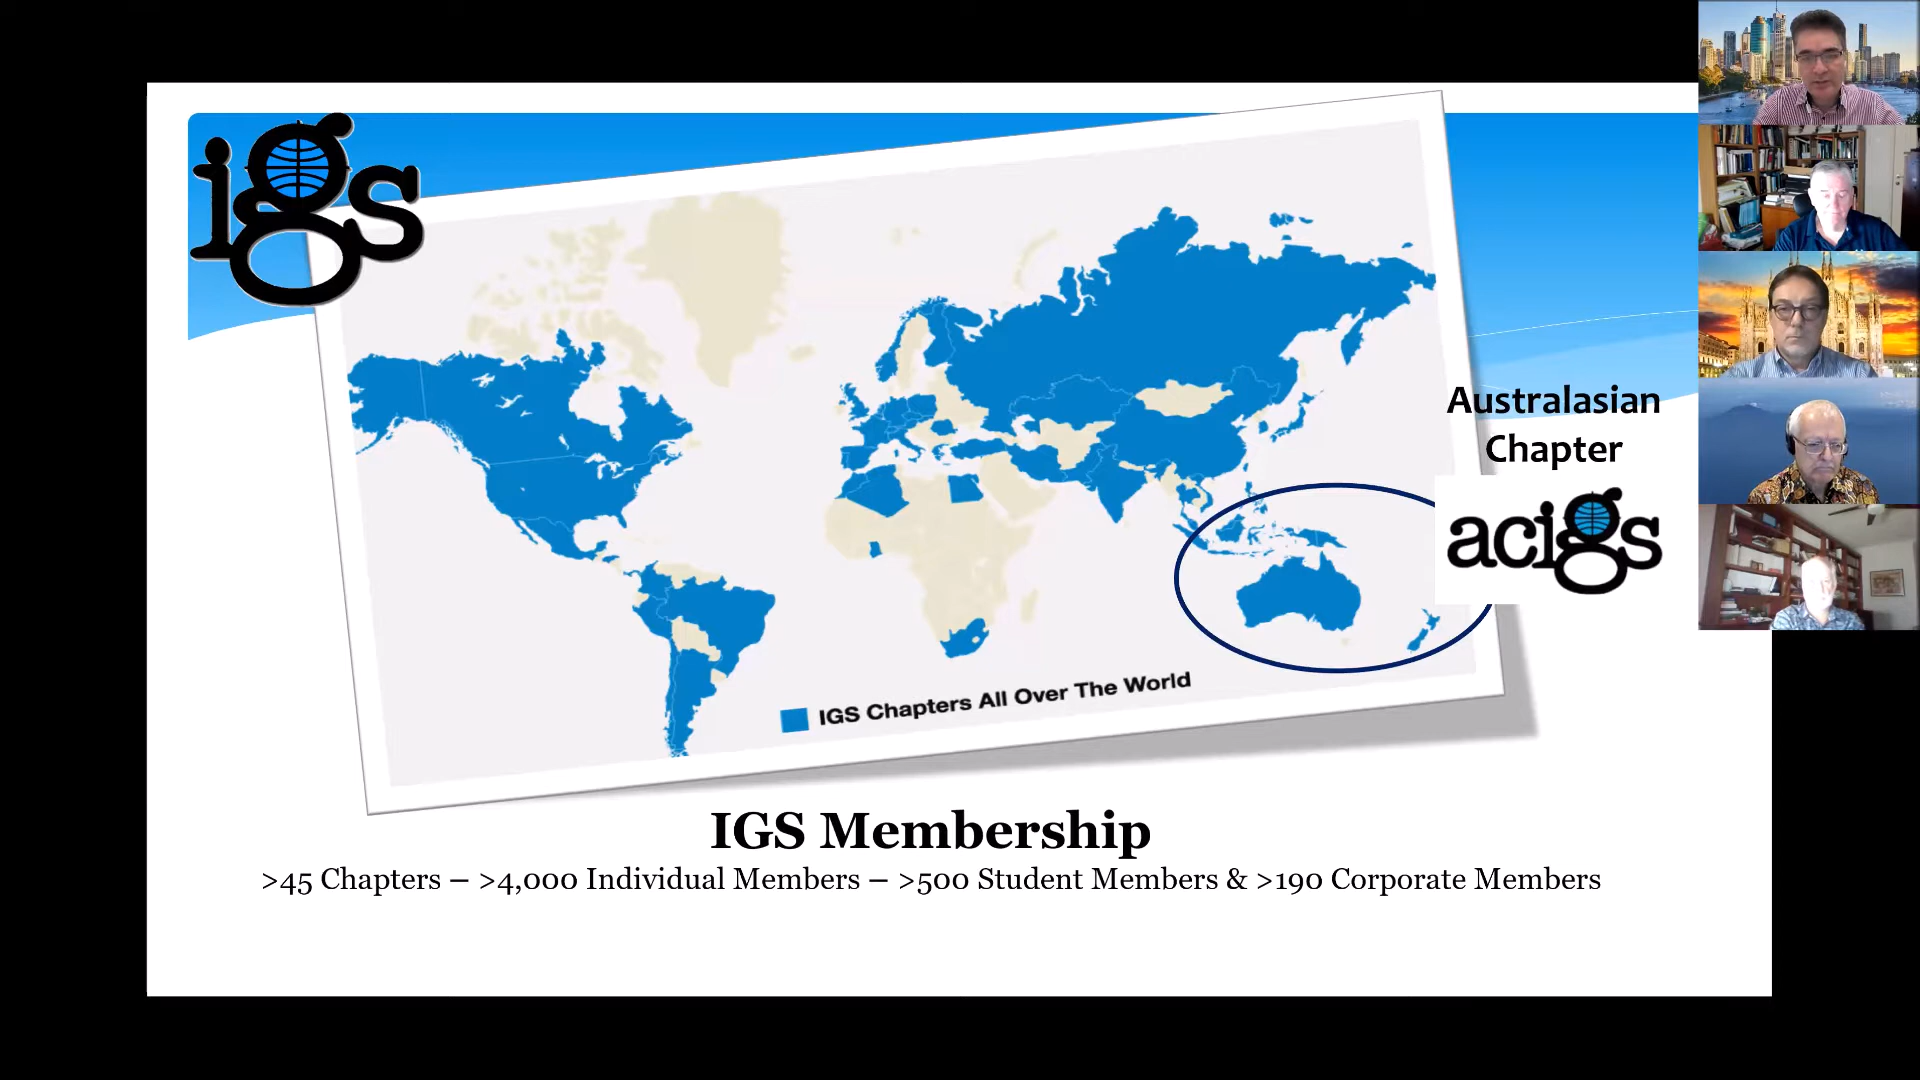 igs
Australasian
Chapter
acigs
IGS Chapters All Over The World
IGS Membership
>45 Chapters – >4,000 Individual Members – >500 Student Members & >190 Corporate Members